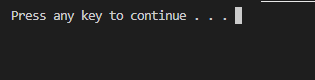 Press any key to continue . . .